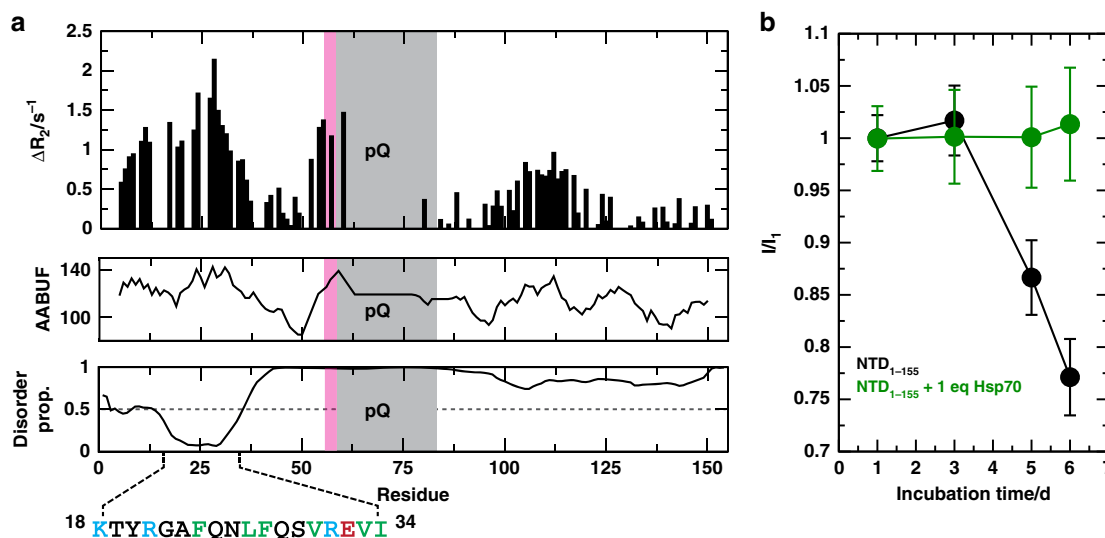 a
ΔR2/s−1
2.5
2
1.5
1
0.5
0
pQ
AABUF
140
100
pQ
Disorder
prop.
1
0.5
0
pQ
0 25 50 75 100 125 150
Residue
18 KTYRGAFQNLFQSVREVI 34
b
I/I1
1.1
1.05
1
0.95
0.9
0.85
0.8
0.75
0.7
NTD1–155
NTD1–155 + 1 eq Hsp70
0 1 2 3 4 5 6 7
Incubation time/d